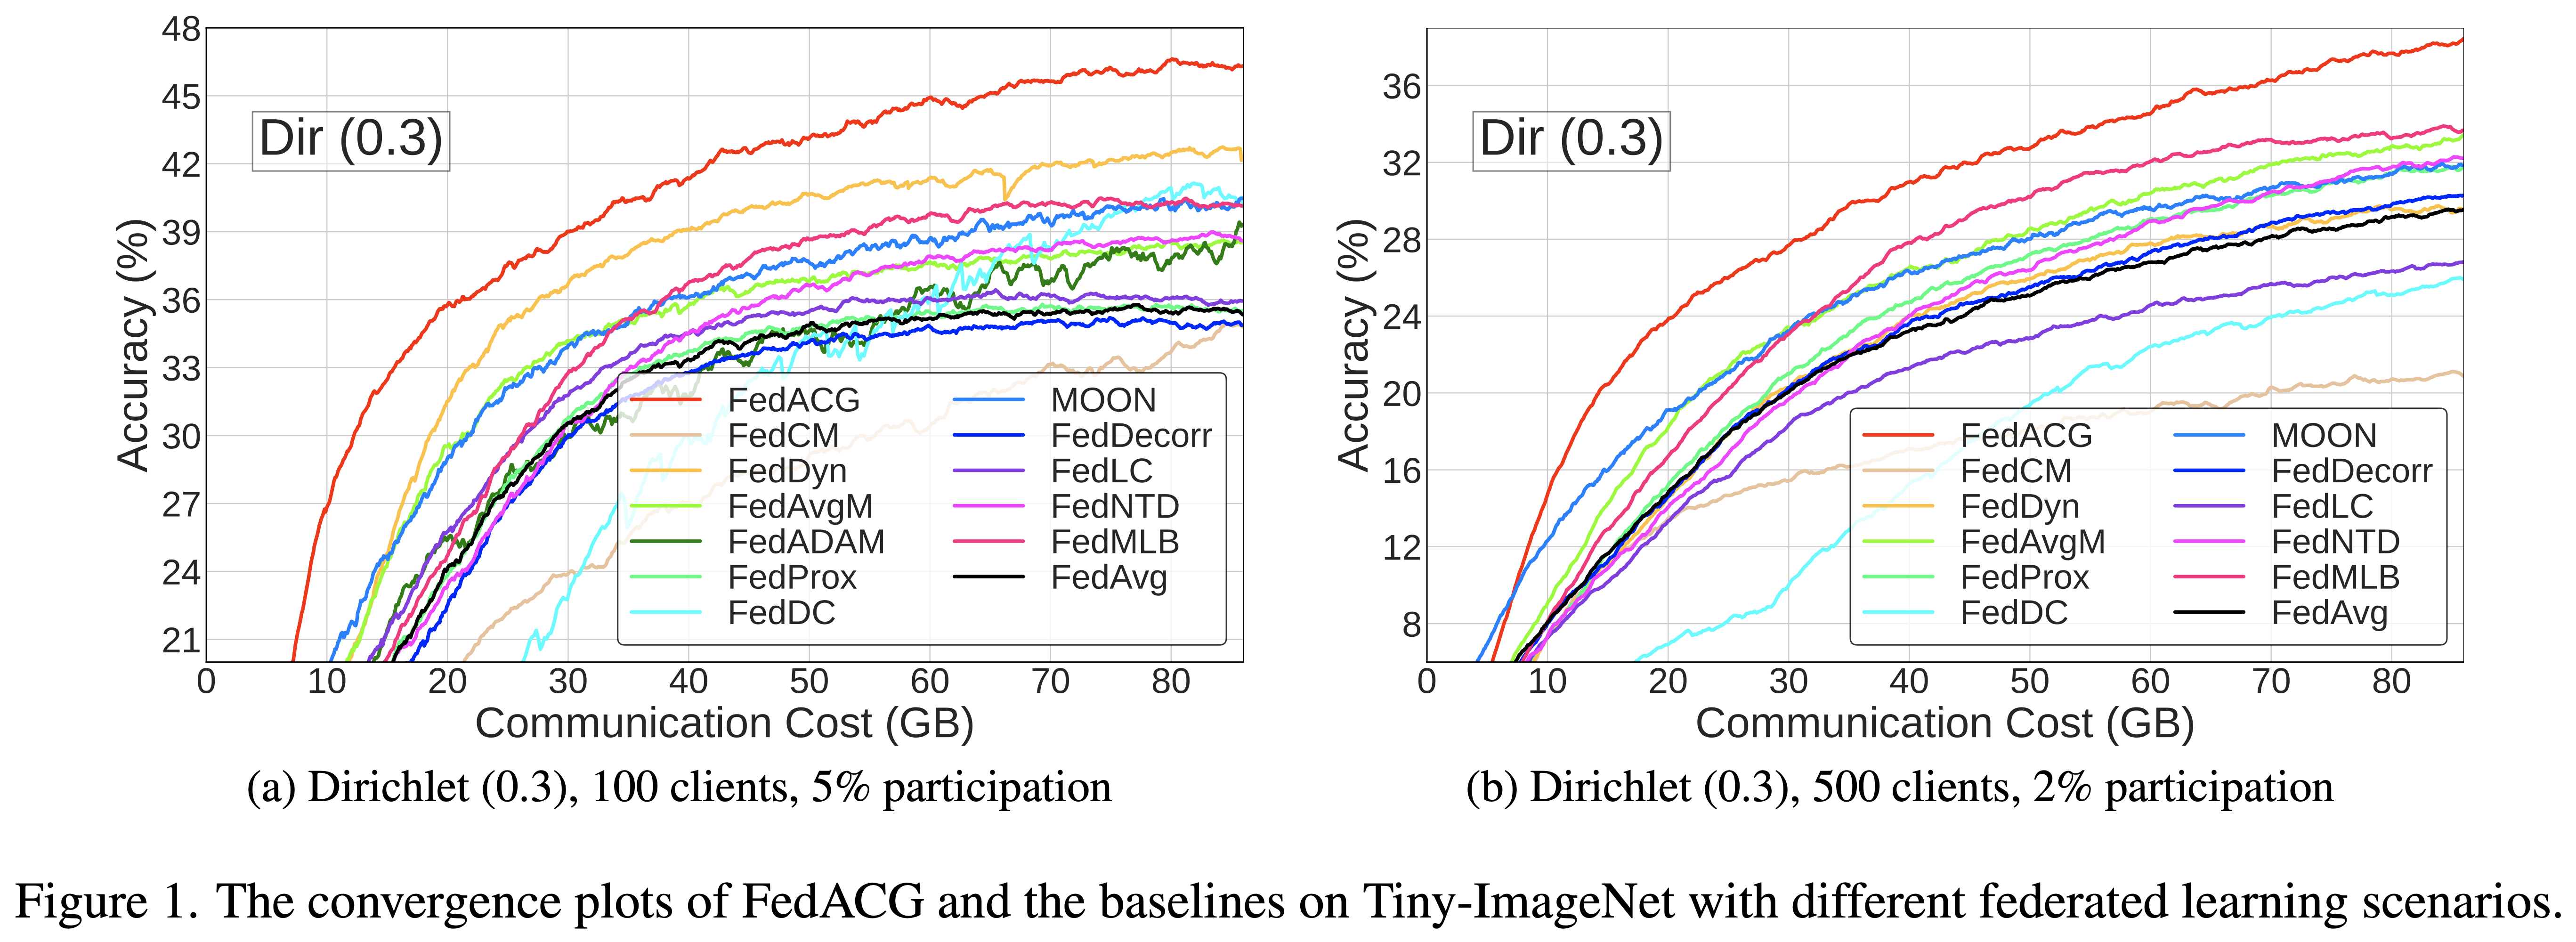 48
45
42
39
36
33
30
27
24
21
Accuracy (%)
Dir (0.3)
FedACG
FedCM
FedDyn
FedAvgM
FedADAM
FedProx
FedDC
MOON
FedDecorr
FedLC
FedNTD
FedMLB
FedAvg
0 10 20 30 40 50 60 70 80
Communication Cost (GB)
(a) Dirichlet (0.3), 100 clients, 5% participation
36
32
28
24
20
16
12
8
Accuracy (%)
Dir (0.3)
FedACG
FedCM
FedDyn
FedAvgM
FedProx
FedDC
MOON
FedDecorr
FedLC
FedNTD
FedMLB
FedAvg
0 10 20 30 40 50 60 70 80
Communication Cost (GB)
(b) Dirichlet (0.3), 500 clients, 2% participation
Figure 1. The convergence plots of FedACG and the baselines on Tiny-ImageNet with different federated learning scenarios.